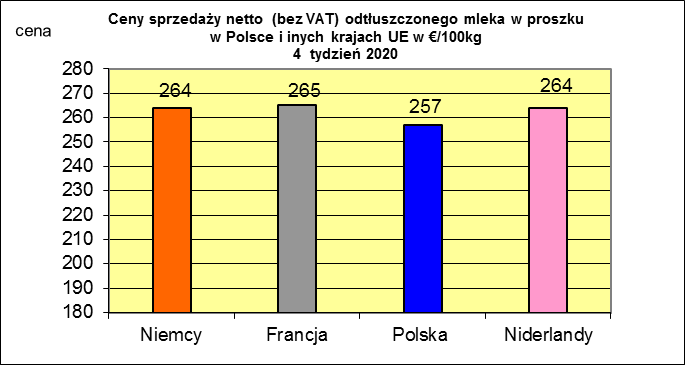 Ceny sprzedaży netto (bez VAT) odtłuszczonego mleka w proszku
w Polsce i inych krajach UE w €/100kg
4 tydzień 2020
cena
280
270
260
250
240
230
220
210
200
190
180
264
265
257
264
Niemcy
Francja
Polska
Niderlandy